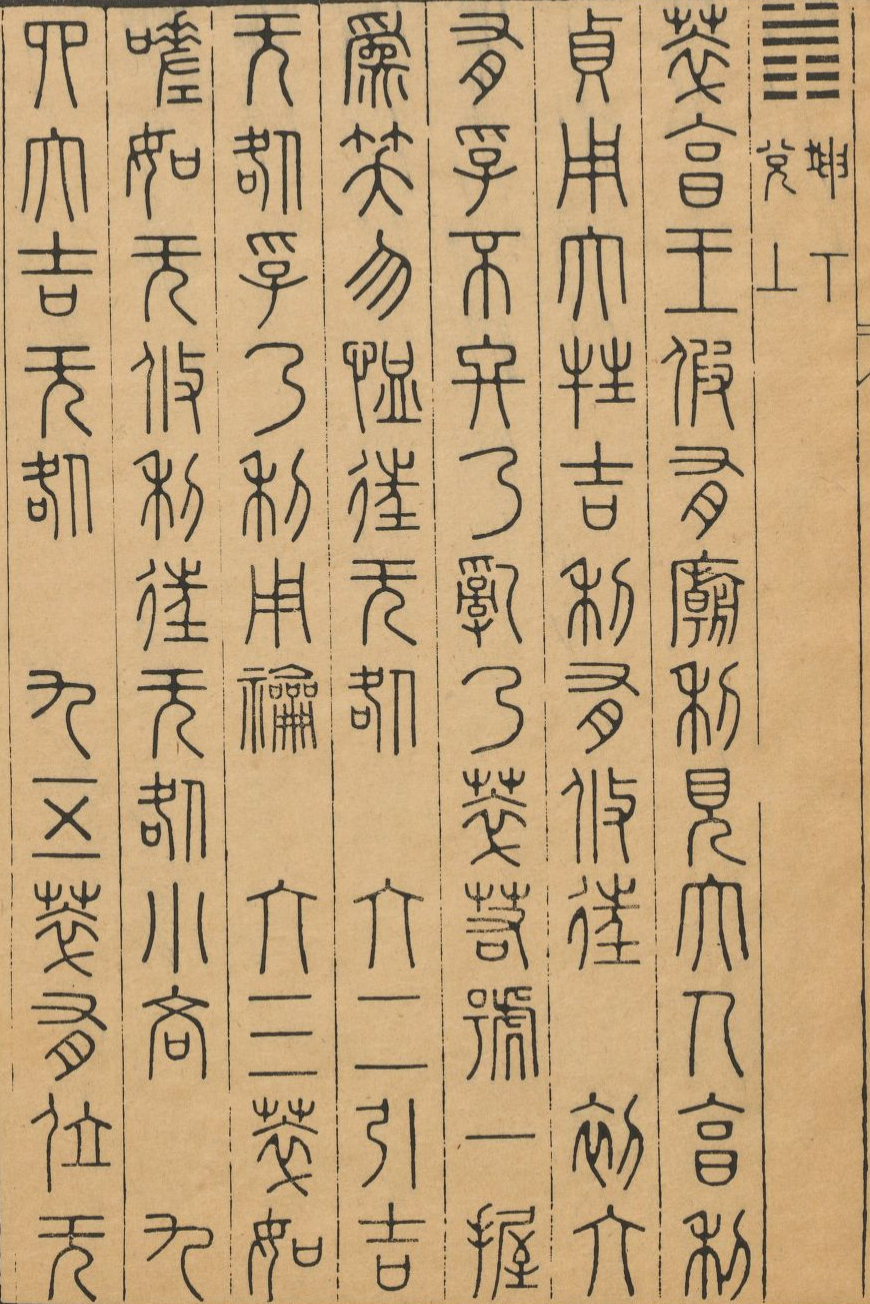 坤下
兌上
萃亯王假有廟利見大人亯利
貞用大牲吉利有攸往　初六
有孚不終乃亂乃萃若號一握
為笑勿恤往无咎　六二引吉
无咎孚乃利用禴　六三萃如
嗟如无攸利往无咎小吝　九
四大吉无咎　九五萃有位无